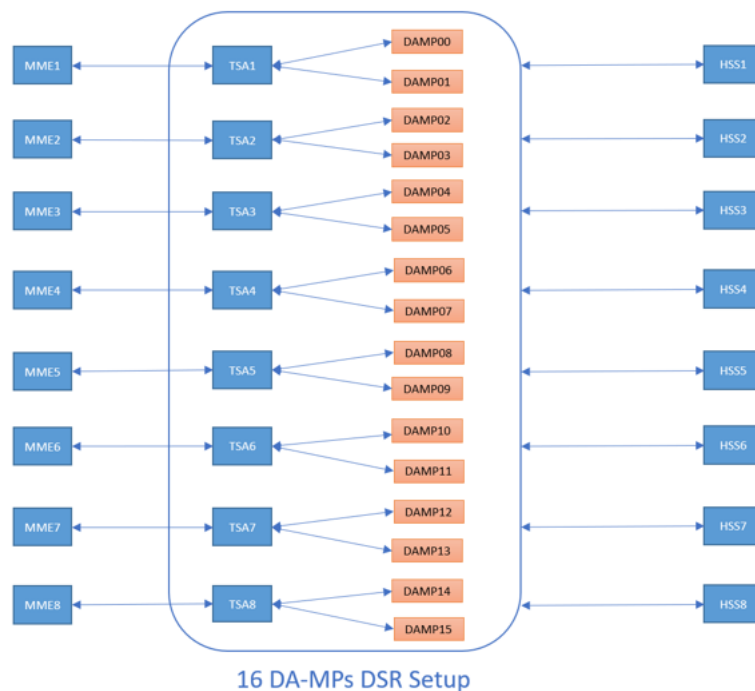 DAMP00
MME1 TSA1 HSS1
DAMP01
DAMP02
MME2 TSA2 HSS2
DAMP03
DAMP04
MME3 TSA3 HSS3
DAMP05
DAMP06
MME4 TSA4 HSS4
DAMP07
DAMP08
MME5 TSA5 HSS5
DAMP09
DAMP10
MME6 TSA6 HSS6
DAMP11
DAMP12
MME7 TSA7 HSS7
DAMP13
DAMP14
MME8 TSA8 HSS8
DAMP15
16 DA-MPs DSR Setup